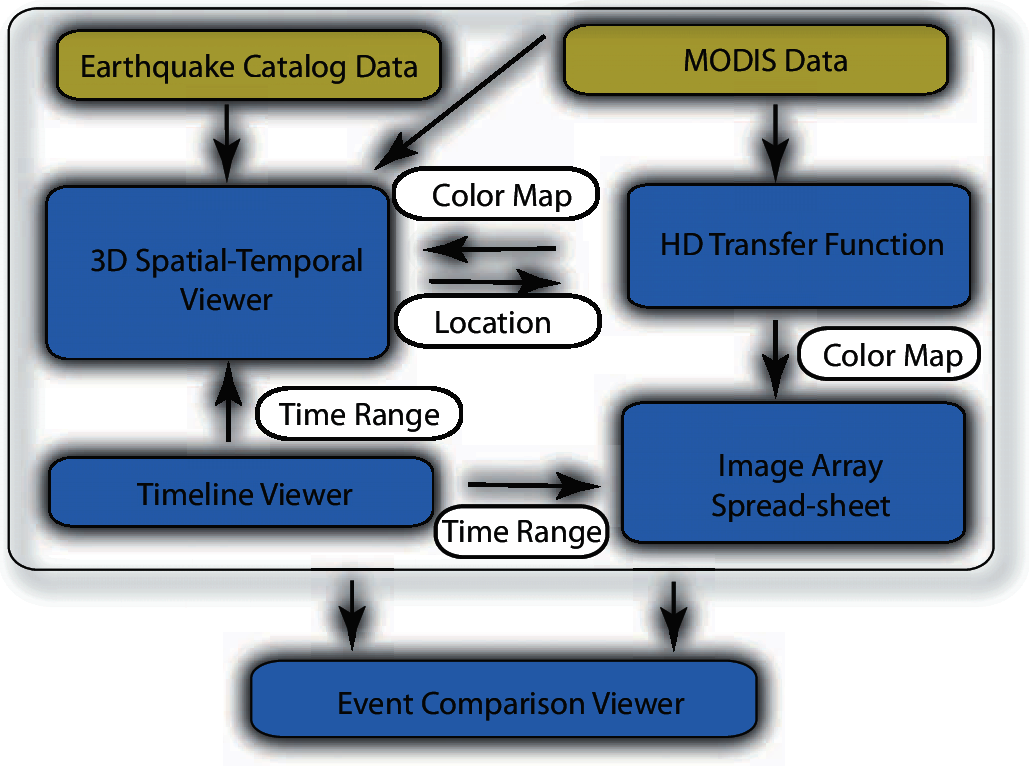 Earthquake Catalog Data
MODIS Data
Color Map
3D Spatial-Temporal
Viewer
HD Transfer Function
Location
Color Map
Time Range
Timeline Viewer
Image Array
Spread-sheet
Time Range
Event Comparison Viewer